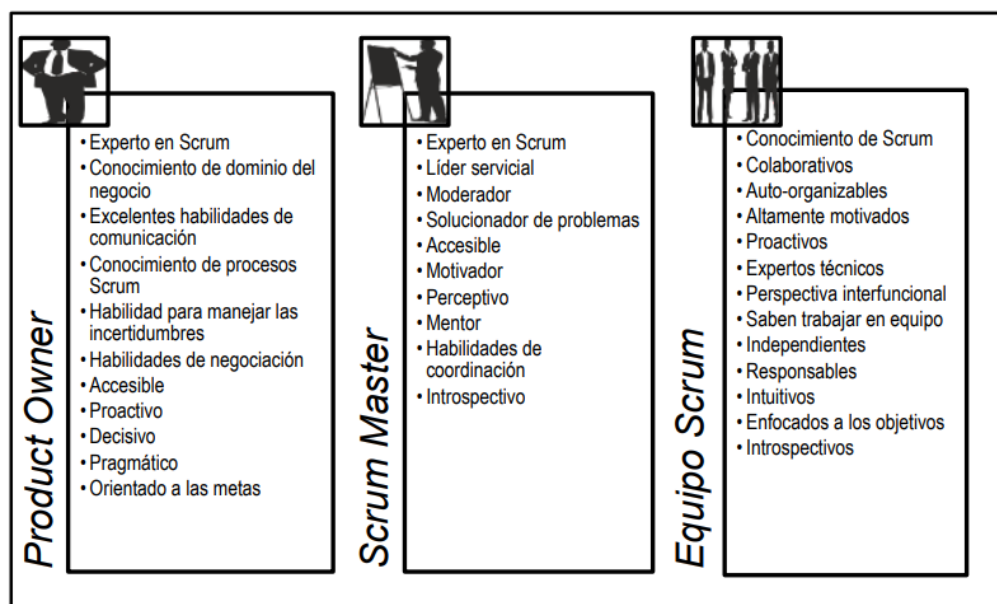 Product Owner
• Experto en Scrum
• Conocimiento de dominio del
negocio
• Excelentes habilidades de
comunicación
• Conocimiento de procesos
Scrum
• Habilidad para manejar las
incertidumbres
• Habilidades de negociación
• Accesible
• Proactivo
• Decisivo
• Pragmático
• Orientado a las metas
Scrum Master
• Experto en Scrum
• Líder servicial
• Moderador
• Solucionador de problemas
• Accesible
• Motivador
• Perceptivo
• Mentor
• Habilidades de
coordinación
• Introspectivo
Equipo Scrum
• Conocimiento de Scrum
• Colaborativos
• Auto-organizables
• Altamente motivados
• Proactivos
• Expertos técnicos
• Perspectiva interfuncional
• Saben trabajar en equipo
• Independientes
• Responsables
• Intuitivos
• Enfocados a los objetivos
• Introspectivos